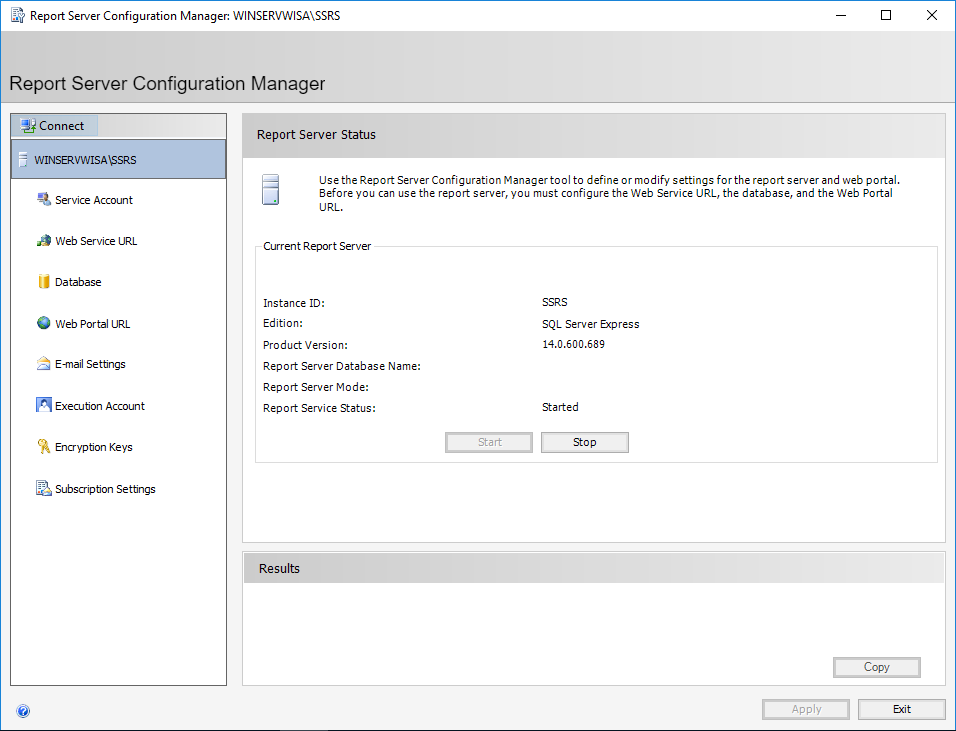 Report Server Configuration Manager: WINSERVWISA\SSRS
Report Server Configuration Manager
Connect
WINSERVWISA\SSRS
Service Account
Web Service URL
Database
Web Portal URL
E-mail Settings
Execution Account
Encryption Keys
Subscription Settings
Report Server Status
Use the Report Server Configuration Manager tool to define or modify settings for the report server and web portal.
Before you can use the report server, you must configure the Web Service URL, the database, and the Web Portal
URL.
Current Report Server
Instance ID: SSRS
Edition: SQL Server Express
Product Version: 14.0.600.689
Report Server Database Name:
Report Server Mode:
Report Service Status: Started
Start Stop
Results
Copy
Apply Exit